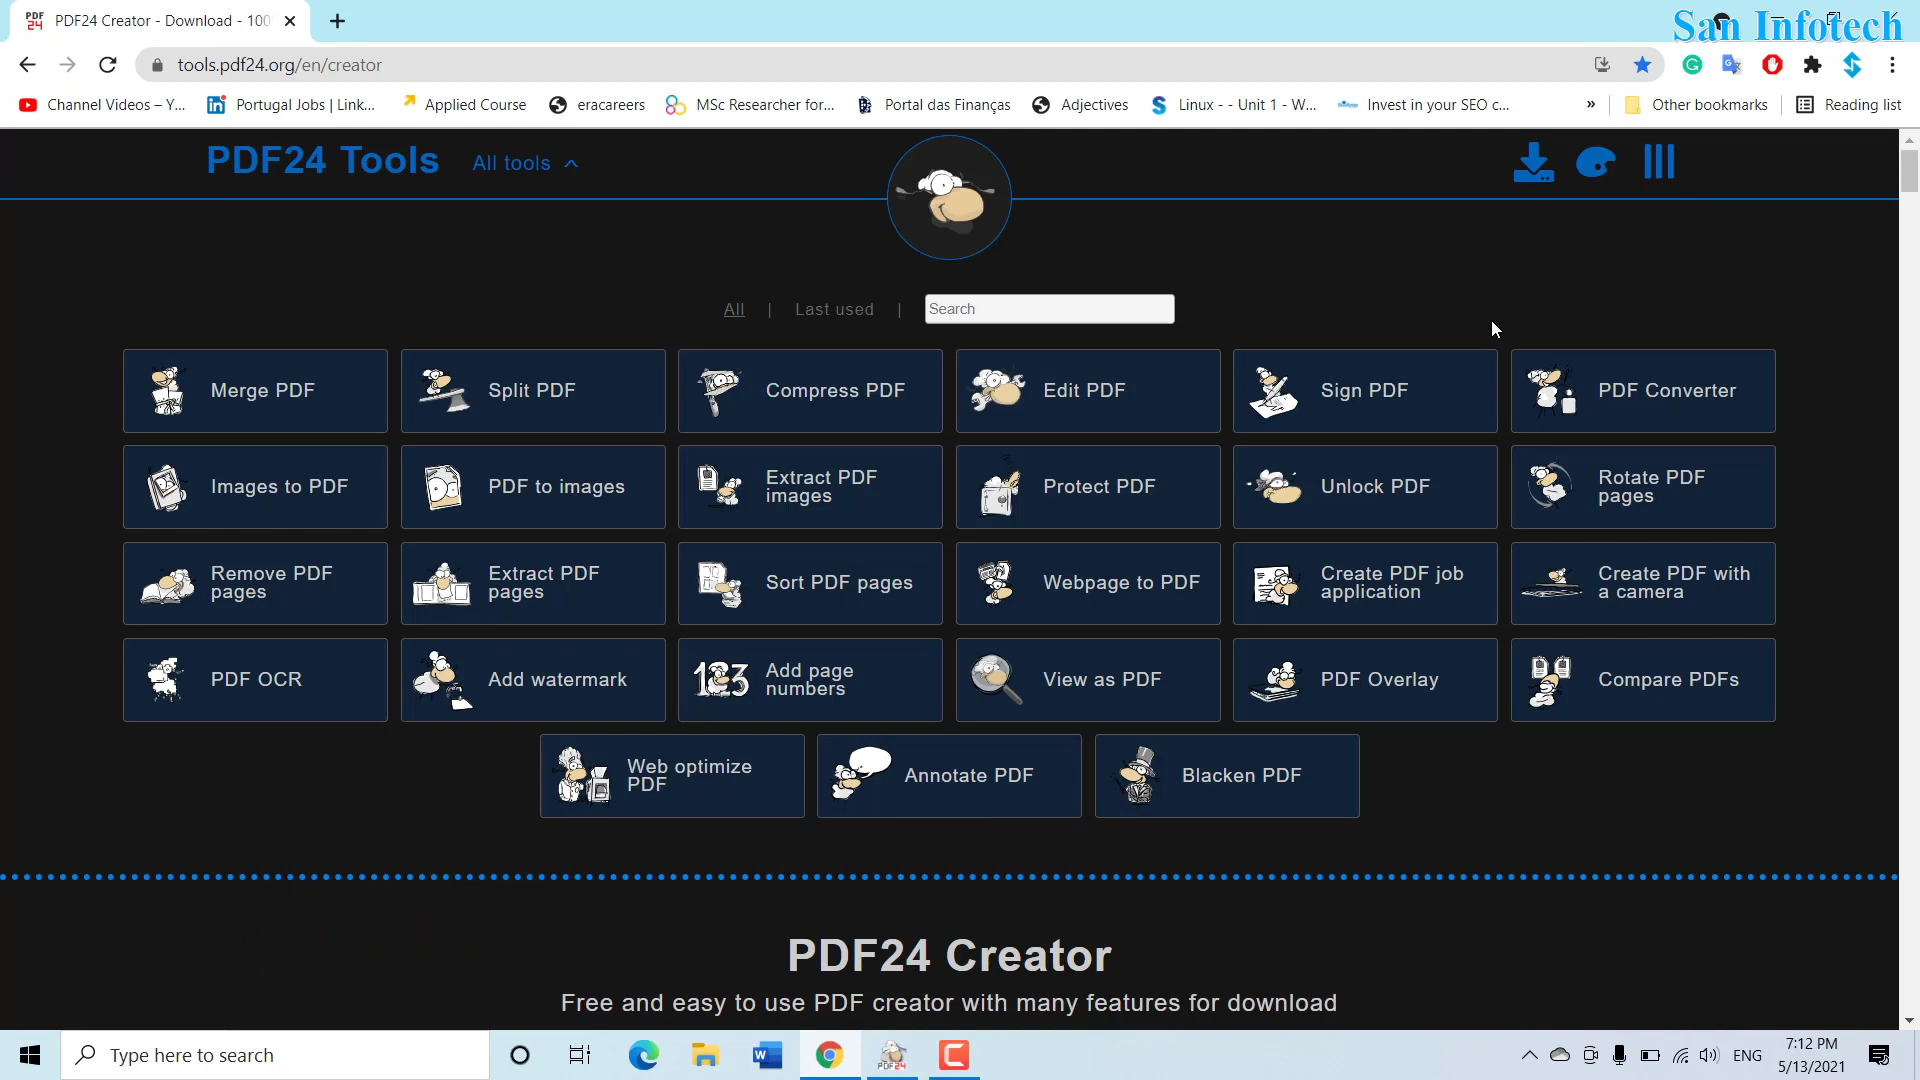 PDF24 Creator - Download - 100
San Infotech
tools.pdf24.org/en/creator
Channel Videos – Y...
Portugal Jobs | Link...
Applied Course
eracareers
MSc Researcher for...
Portal das Finanças
Adjectives
Linux - - Unit 1 - W...
Invest in your SEO c...
»
Other bookmarks
Reading list
PDF24 Tools
All tools
All | Last used |
Search
Merge PDF
Split PDF
Compress PDF
Edit PDF
Sign PDF
PDF Converter
Images to PDF
PDF to images
Extract PDF
images
Protect PDF
Unlock PDF
Rotate PDF
pages
Remove PDF
pages
Extract PDF
pages
Sort PDF pages
Webpage to PDF
Create PDF job
application
Create PDF with
a camera
PDF OCR
Add watermark
123
Add page
numbers
View as PDF
PDF Overlay
Compare PDFs
Web optimize
PDF
Annotate PDF
Blacken PDF
PDF24 Creator
Free and easy to use PDF creator with many features for download
Type here to search
PDF24
ENG
7:12 PM
5/13/2021